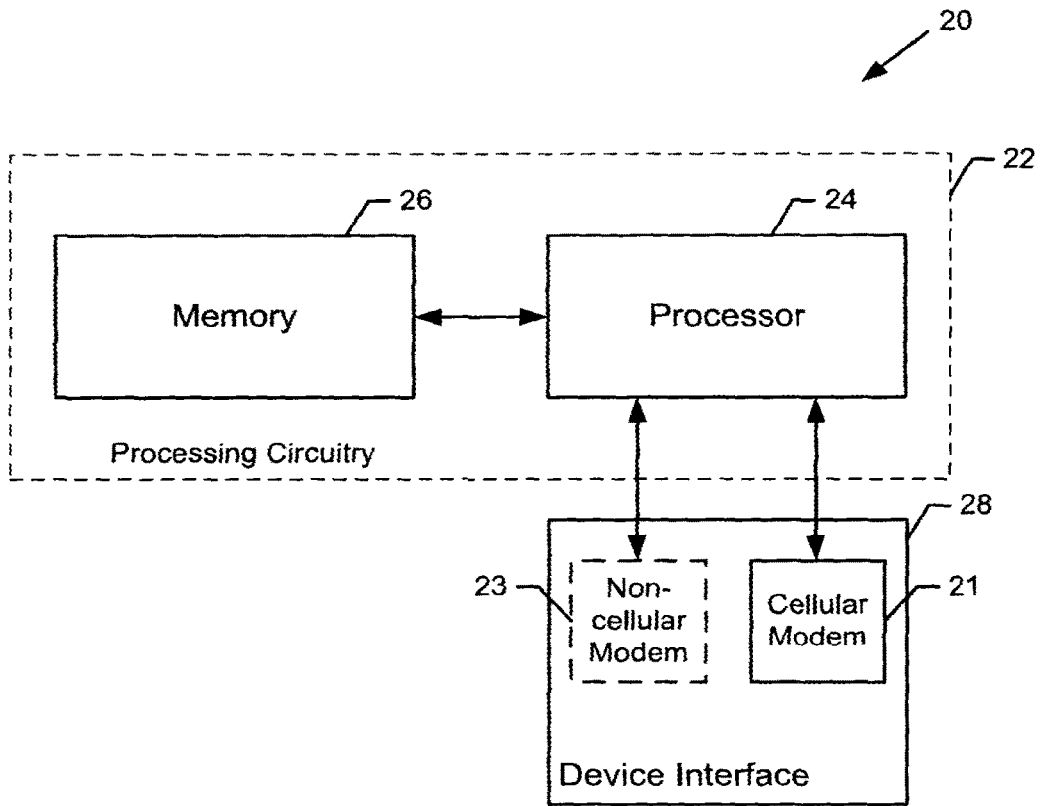 20
22
26
24
Memory
Processor
Processing Circuitry
28
23
Non-
cellular
Modem
Cellular
Modem
21
Device Interface